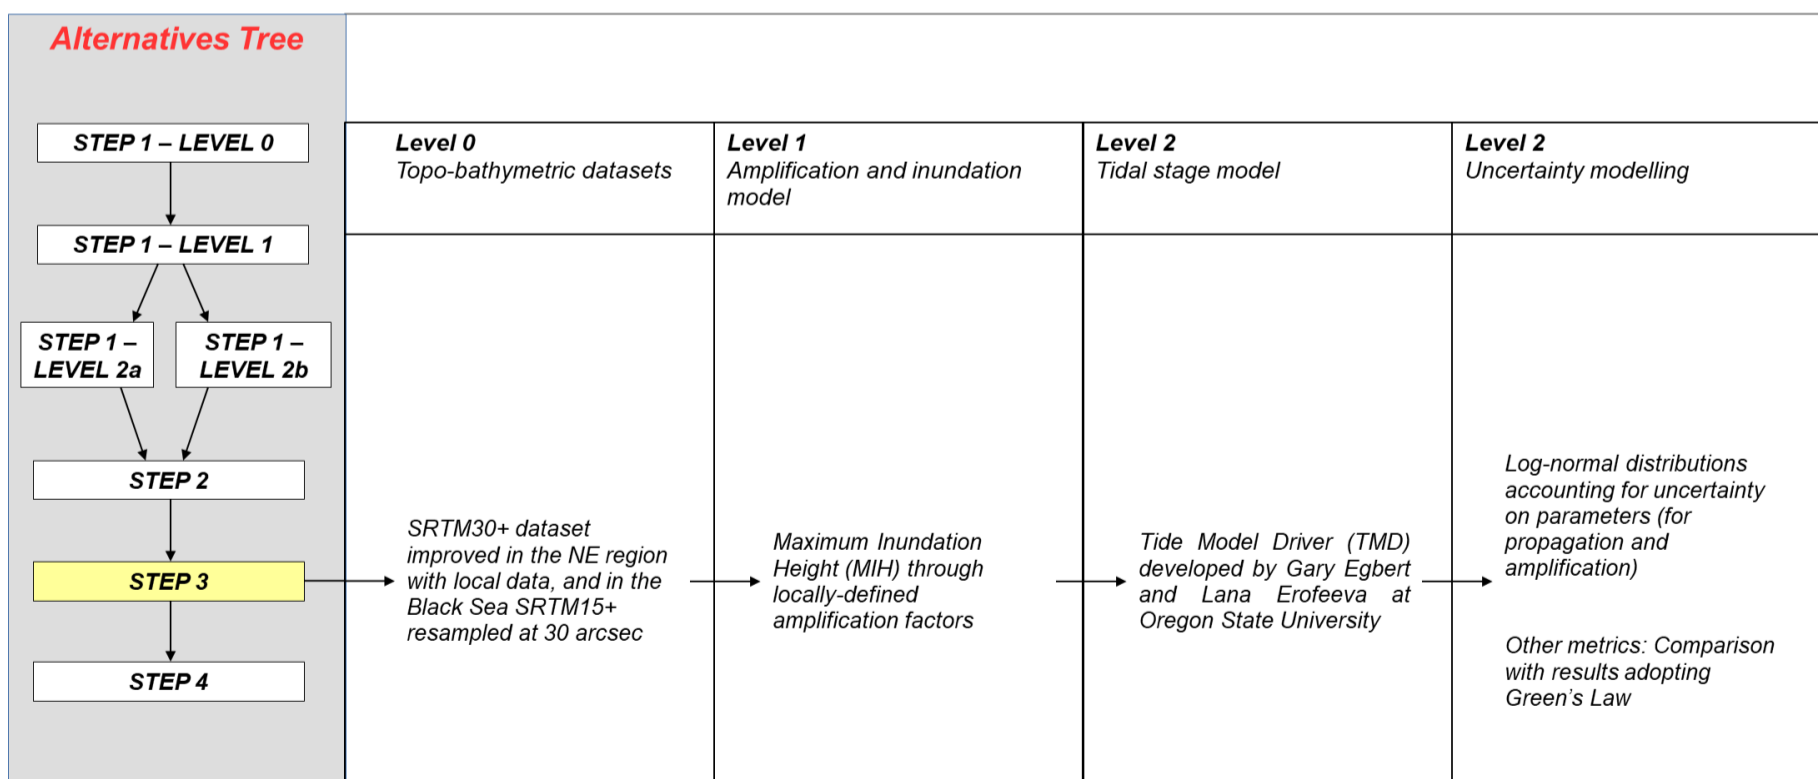 Alternatives Tree
STEP 1 – LEVEL 0
STEP 1 – LEVEL 1
STEP 1 –
LEVEL 2a
STEP 1 –
LEVEL 2b
STEP 2
STEP 3
STEP 4
Level 0
Topo-bathymetric datasets
Level 1
Amplification and inundation
model
Level 2
Tidal stage model
Level 2
Uncertainty modelling
SRTM30+ dataset
improved in the NE region
with local data, and in the
Black Sea SRTM15+
resampled at 30 arcsec
Maximum Inundation
Height (MIH) through
locally-defined
amplification factors
Tide Model Driver (TMD)
developed by Gary Egbert
and Lana Erofeeva at
Oregon State University
Log-normal distributions
accounting for uncertainty
on parameters (for
propagation and
amplification)
Other metrics: Comparison
with results adopting
Green’s Law